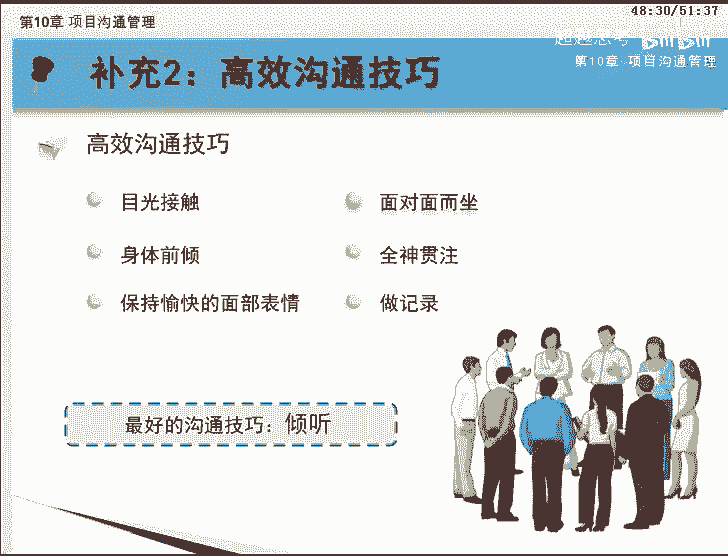 第10章 项目沟通管理
48:30/51:37
第10章 项目沟通管理
补充2：高效沟通技巧
高效沟通技巧
目光接触
面对面而坐
身体前倾
全神贯注
保持愉快的面部表情
做记录
最好的沟通技巧：倾听